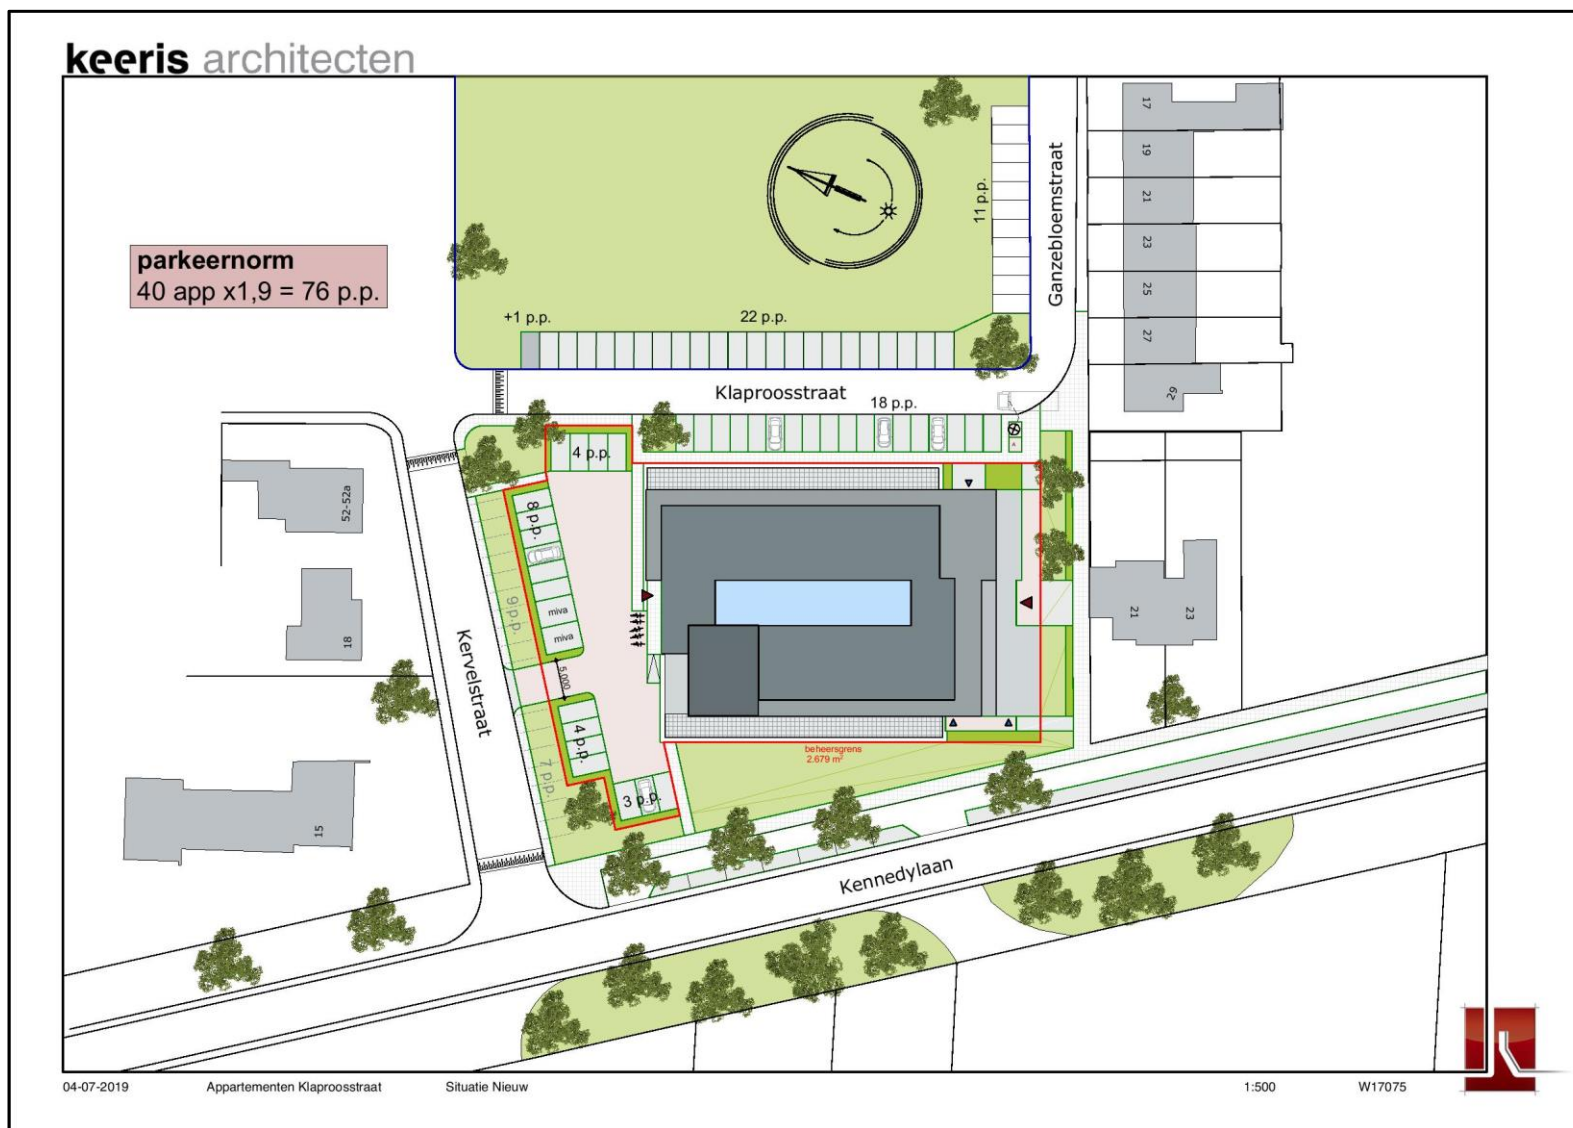 keeris architecten
parkeernorm
40 app x1,9 = 76 p.p.
+1 p.p.
22 p.p.
11 p.p.
Ganzebloemstraat
17
19
21
23
25
27
29
Klaproosstraat
18 p.p.
4 p.p.
8 p.p.
9 p.p.
miva
miva
5.000
4 p.p.
7 p.p.
3 p.p.
52-52a
18
15
Kervelstraat
21
23
beheersgrens
2.679 m²
Kennedylaan
04-07-2019 Appartementen Klaproosstraat Situatie Nieuw 1:500 W17075